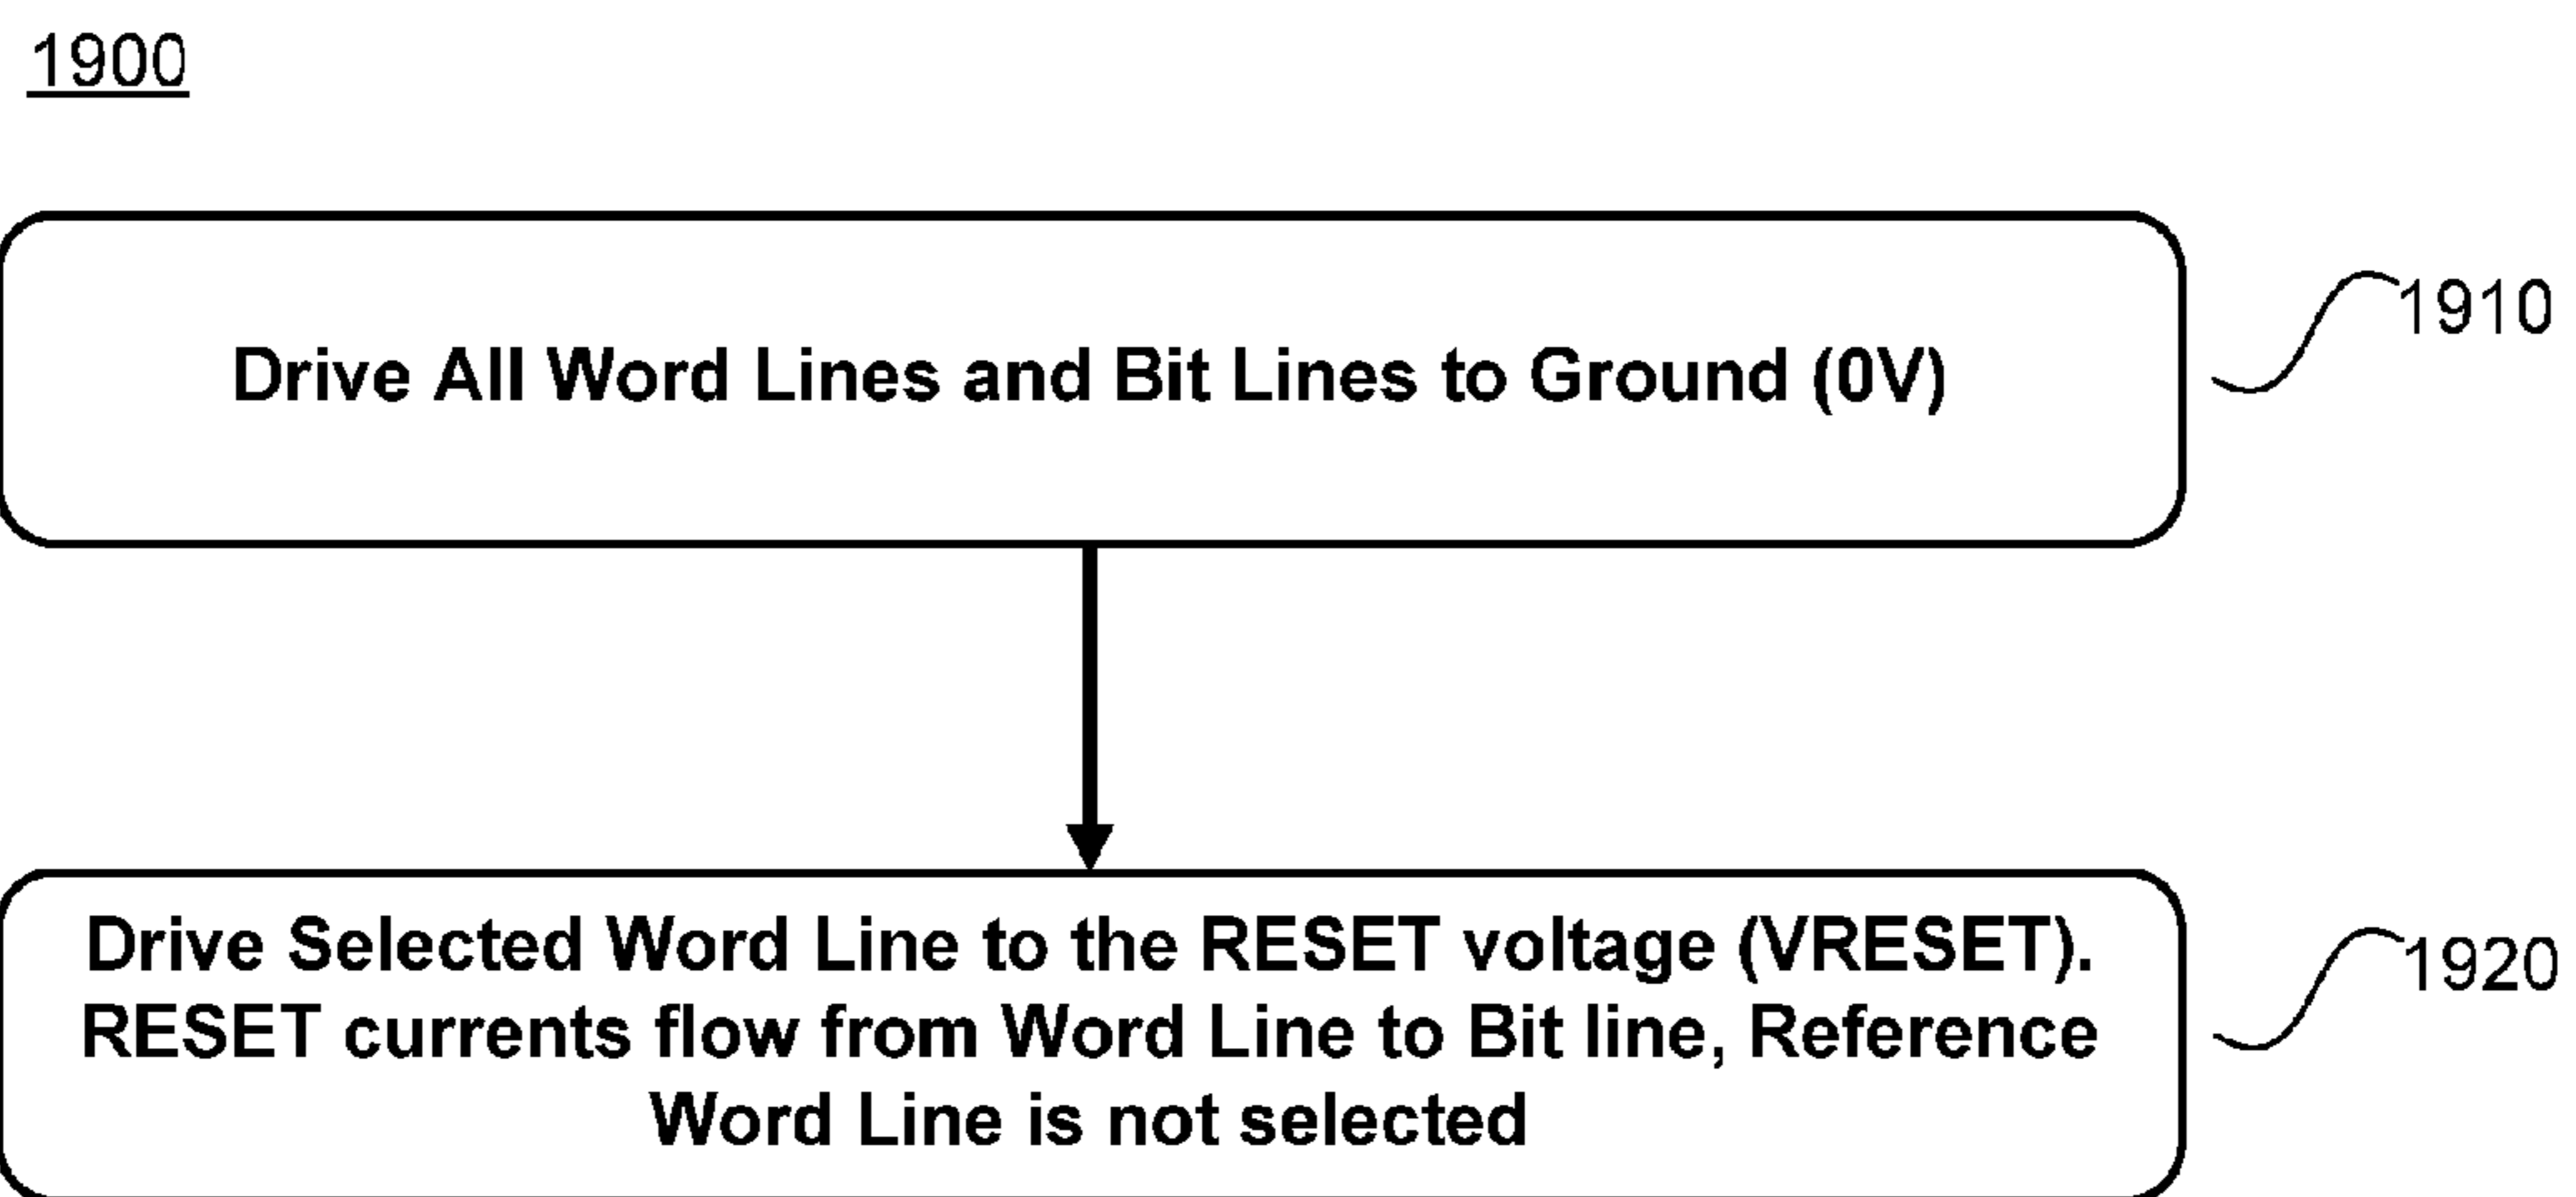 1900
Drive All Word Lines and Bit Lines to Ground (0V)
1910
Drive Selected Word Line to the RESET voltage (VRESET).
RESET currents flow from Word Line to Bit line, Reference
Word Line is not selected
1920